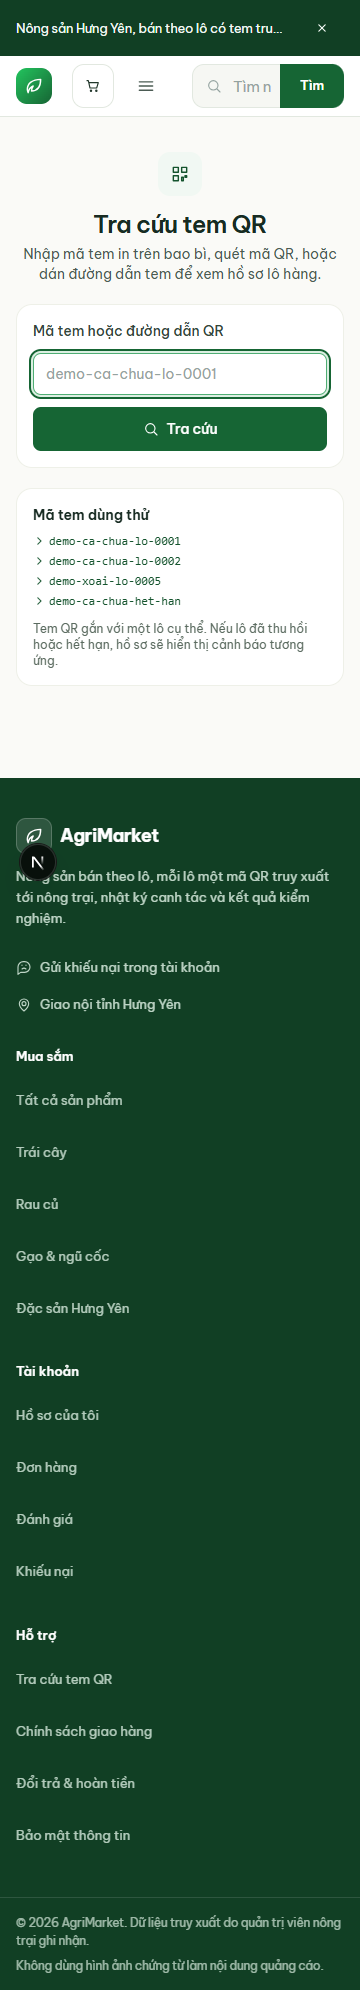 Nông sản Hưng Yên, bán theo lô có tem tru...
Tìm n
Tìm
Tra cứu tem QR
Nhập mã tem in trên bao bì, quét mã QR, hoặc
dán đường dẫn tem để xem hồ sơ lô hàng.
Mã tem hoặc đường dẫn QR
demo-ca-chua-lo-0001
Tra cứu
Mã tem dùng thử
demo-ca-chua-lo-0001
demo-ca-chua-lo-0002
demo-xoai-lo-0005
demo-ca-chua-het-han
Tem QR gắn với một lô cụ thể. Nếu lô đã thu hồi
hoặc hết hạn, hồ sơ sẽ hiển thị cảnh báo tương
ứng.
AgriMarket
N
sản bán theo lô, mỗi lô một mã QR truy xuất
tới nông trại, nhật ký canh tác và kết quả kiểm
nghiệm.
Gửi khiếu nại trong tài khoản
Giao nội tỉnh Hưng Yên
Mua sắm
Tất cả sản phẩm
Trái cây
Rau củ
Gạo & ngũ cốc
Đặc sản Hưng Yên
Tài khoản
Hồ sơ của tôi
Đơn hàng
Đánh giá
Khiếu nại
Hỗ trợ
Tra cứu tem QR
Chính sách giao hàng
Đổi trả & hoàn tiền
Bảo mật thông tin
© 2026 AgriMarket. Dữ liệu truy xuất do quản trị viên nông
trại ghi nhận.
Không dùng hình ảnh chứng từ làm nội dung quảng cáo.